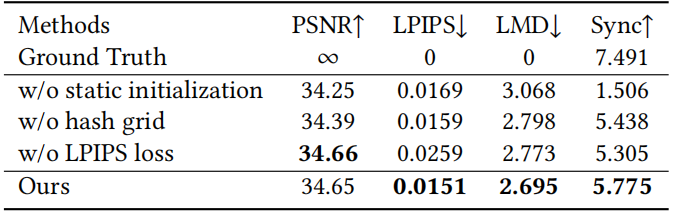 Methods PSNR↑ LPIPS↓ LMD↓ Sync↑
Ground Truth ∞ 0 0 7.491
w/o static initialization 34.25 0.0169 3.068 1.506
w/o hash grid 34.39 0.0159 2.798 5.438
w/o LPIPS loss 34.66 0.0259 2.773 5.305
Ours 34.65 0.0151 2.695 5.775